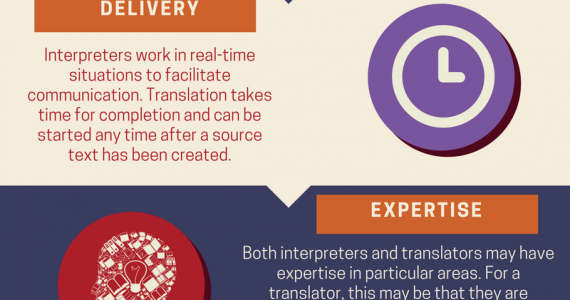 DELIVERY
Interpreters work in real-time
situations to facilitate
communication. Translation takes
time for completion and can be
started any time after a source
text has been created.
EXPERTISE
Both interpreters and translators may have
expertise in particular areas. For a
translator, this may be that they are